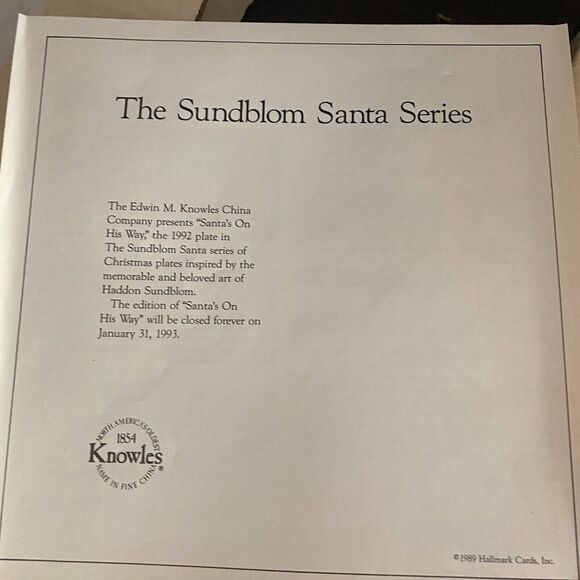 The Sundblom Santa Series
The Edwin M. Knowles China
Company presents “Santa's On
His Way,” the 1992 plate in
The Sundblom Santa series of
Christmas plates inspired by the
memorable and beloved art of
Haddon Sundblom.
The edition of “Santa's On
His Way” will be closed forever on
January 31, 1993.
NORTH AMERICA'S OLDEST
1854
Knowles®
NAME IN FINE CHINA
©1989 Hallmark Cards, Inc.